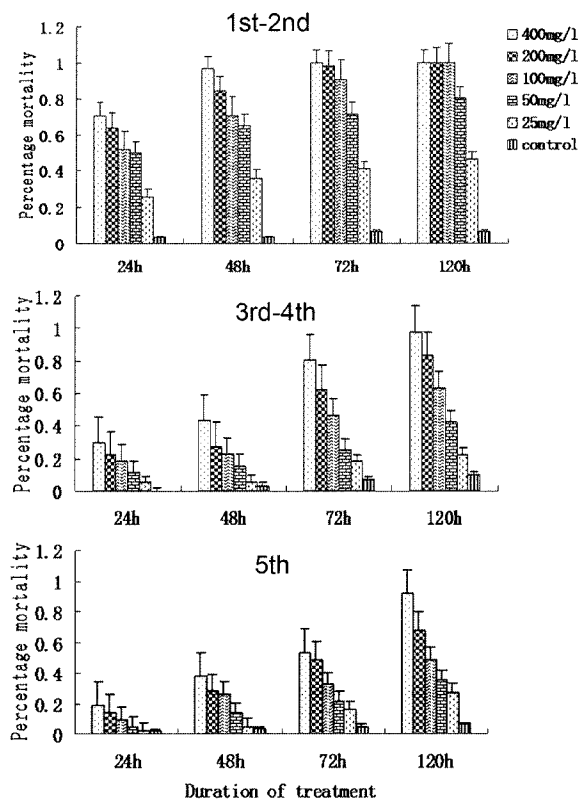 1st-2nd
Percentage mortality
1.2
1
0.8
0.6
0.4
0.2
0
24h 48h 72h 120h
400mg/l
200mg/l
100mg/l
50mg/l
25mg/l
control
3rd-4th
Percentage mortality
1.2
1
0.8
0.6
0.4
0.2
0
24h 48h 72h 120h
5th
Percentage mortality
1.2
1
0.8
0.6
0.4
0.2
0
24h 48h 72h 120h
Duration of treatment